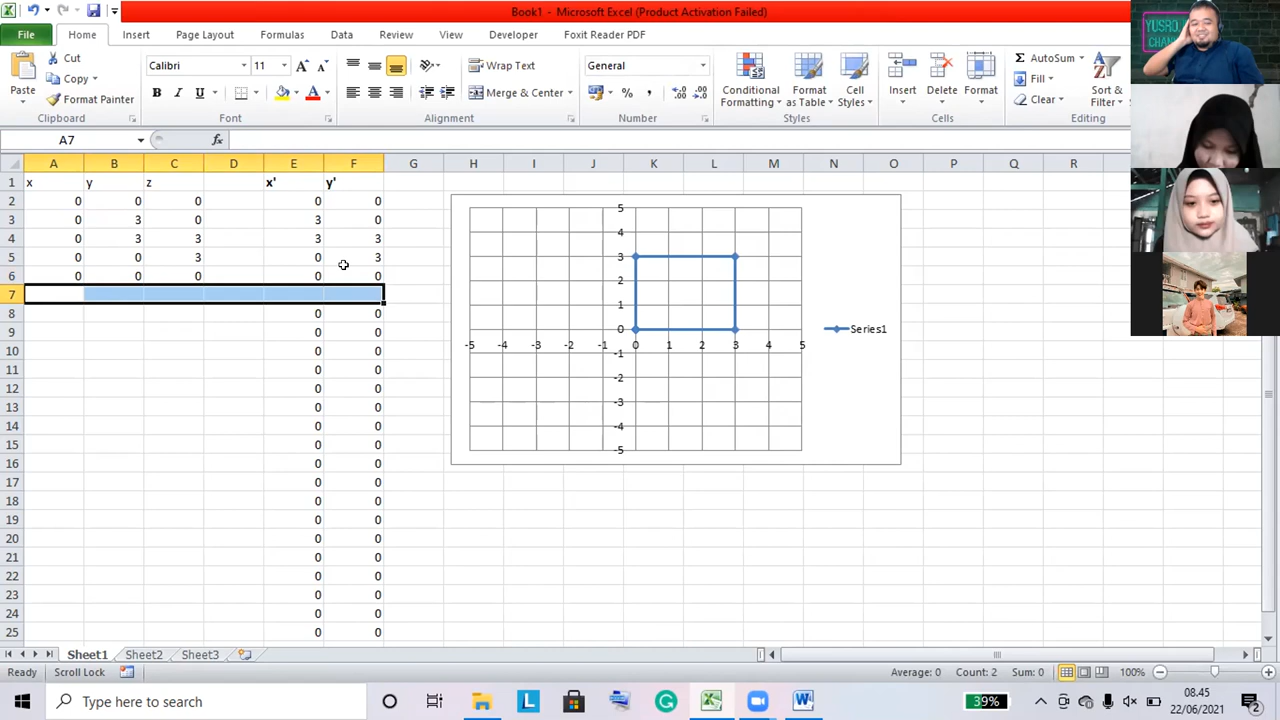 Book1 - Microsoft Excel (Product Activation Failed)
File Home Insert Page Layout Formulas Data Review View Developer Foxit Reader PDF
Paste Cut Copy Format Painter
Calibri 11 B I U A A A
Wrap Text Merge & Center
General % ,
Conditional Formatting Format as Table Cell Styles
Insert Delete Format
Σ AutoSum Fill Clear Sort & Filter
Clipboard Font Alignment Number Styles Cells Editing
A7 fx
A B C D E F G H I J K L M N O P Q R
1 x y z x' y'
2 0 0 0 0 0
3 0 3 0 3 0
4 0 3 3 3 3
5 0 0 3 0 3
6 0 0 0 0 0
7
8 0 0
9 0 0
10 0 0
11 0 0
12 0 0
13 0 0
14 0 0
15 0 0
16 0 0
17 0 0
18 0 0
19 0 0
20 0 0
21 0 0
22 0 0
23 0 0
24 0 0
25 0 0
5
4
3
2
1
0
-5 -4 -3 -2 -1 0 1 2 3 5
-1
-2
-3
-4
-5
Series1
Sheet1 Sheet2 Sheet3
Ready Scroll Lock Average: 0 Count: 2 Sum: 0 100%
Type here to search
L W
39%
08.45
22/06/2021
2